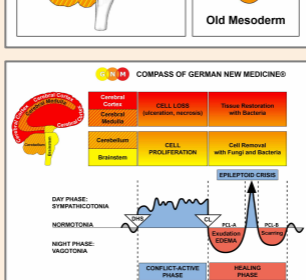 Old Mesoderm
GNM
COMPASS OF GERMAN NEW MEDICINE®
Cerebral Cortex
Cerebral Medulla
Cerebellum
Brainstem
Cerebral
Cortex
Cerebral
Medulla
CELL LOSS
(ulceration, necrosis)
Tissue Restoration
with Bacteria
Cerebellum
Brainstem
CELL
PROLIFERATION
Cell Removal
with Fungi and Bacteria
EPILEPTOID CRISIS
DAY PHASE:
SYMPATHICOTONIA
NORMOTONIA
NIGHT PHASE:
VAGOTONIA
DHS
CL
PCL-A
Exudation
EDEMA
PCL-B
Scarring
CONFLICT-ACTIVE
PHASE
HEALING
PHASE